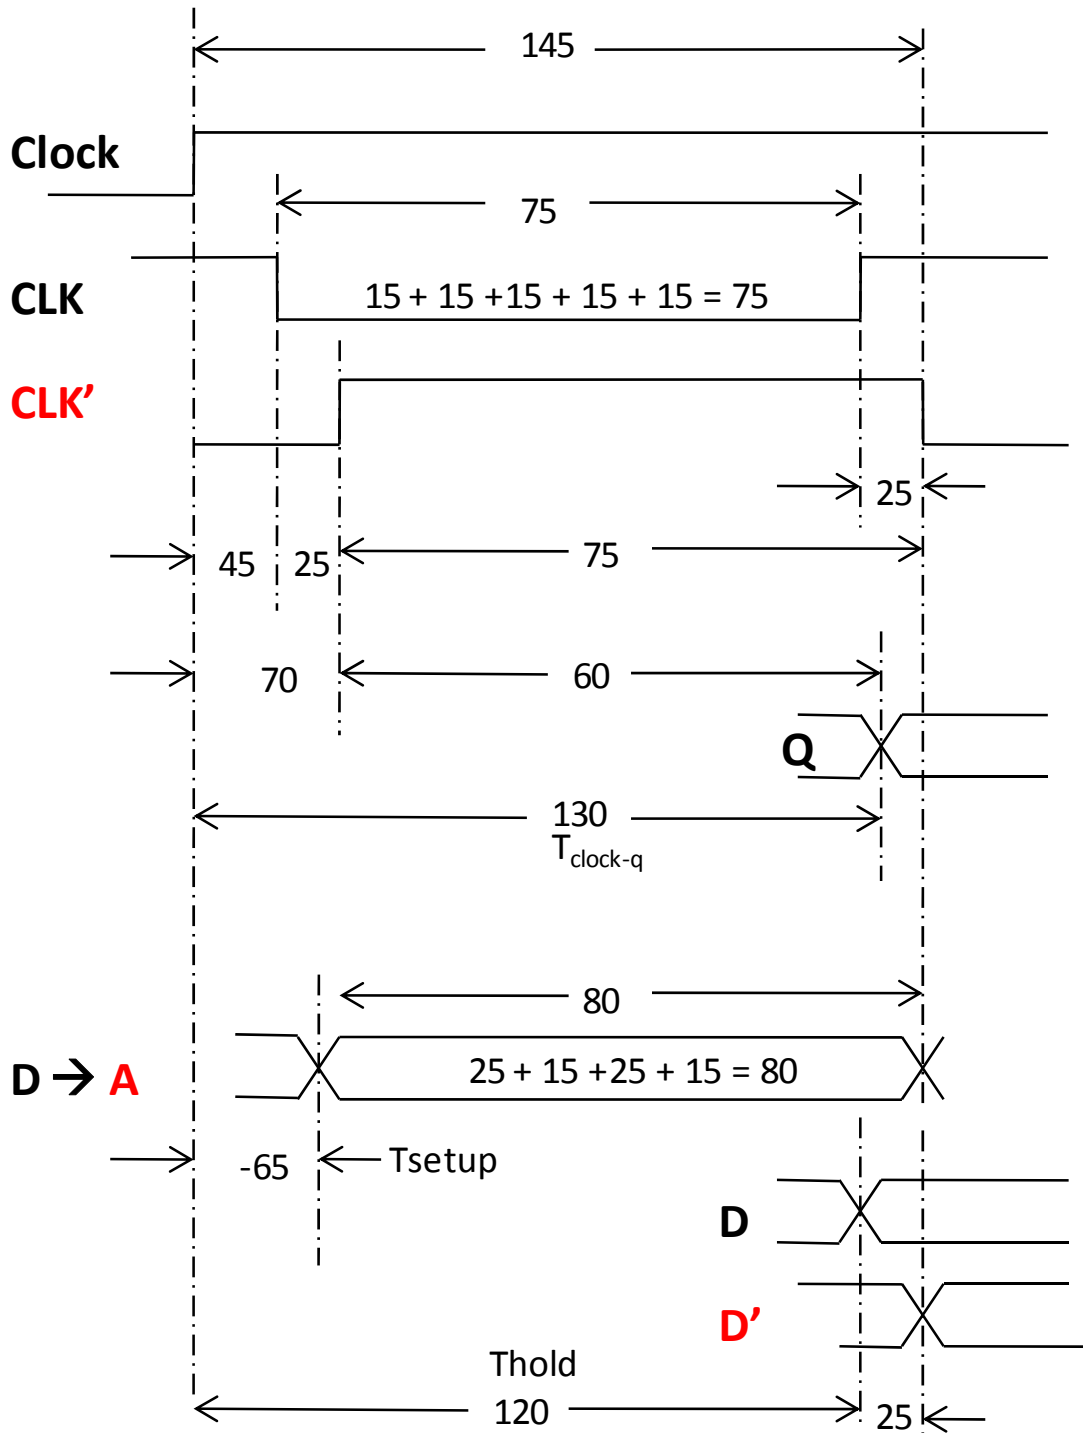 145
Clock
75
CLK
15 + 15 +15 + 15 + 15 = 75
CLK’
25
45
25
75
70
60
Q
130
Tclock-q
80
D → A
25 + 15 +25 + 15 = 80
-65
Tsetup
D
D’
Thold
120
25